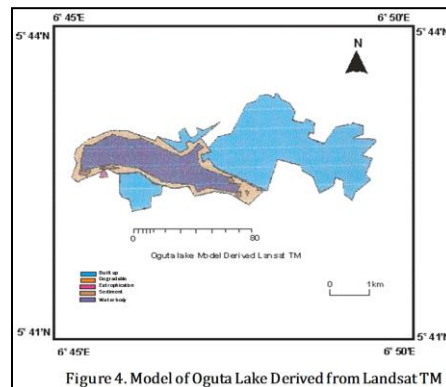 6° 45'E 6° 50'E
5° 44'N 5° 44'N
N
0 80
Oguta lake Model Derived Lansat TM
Built up
Degradable
Eutrophication
Sediment
Water body
0 1km
5° 41'N 5° 41'N
6° 45'E 6° 50'E
Figure 4. Model of Oguta Lake Derived from Landsat TM